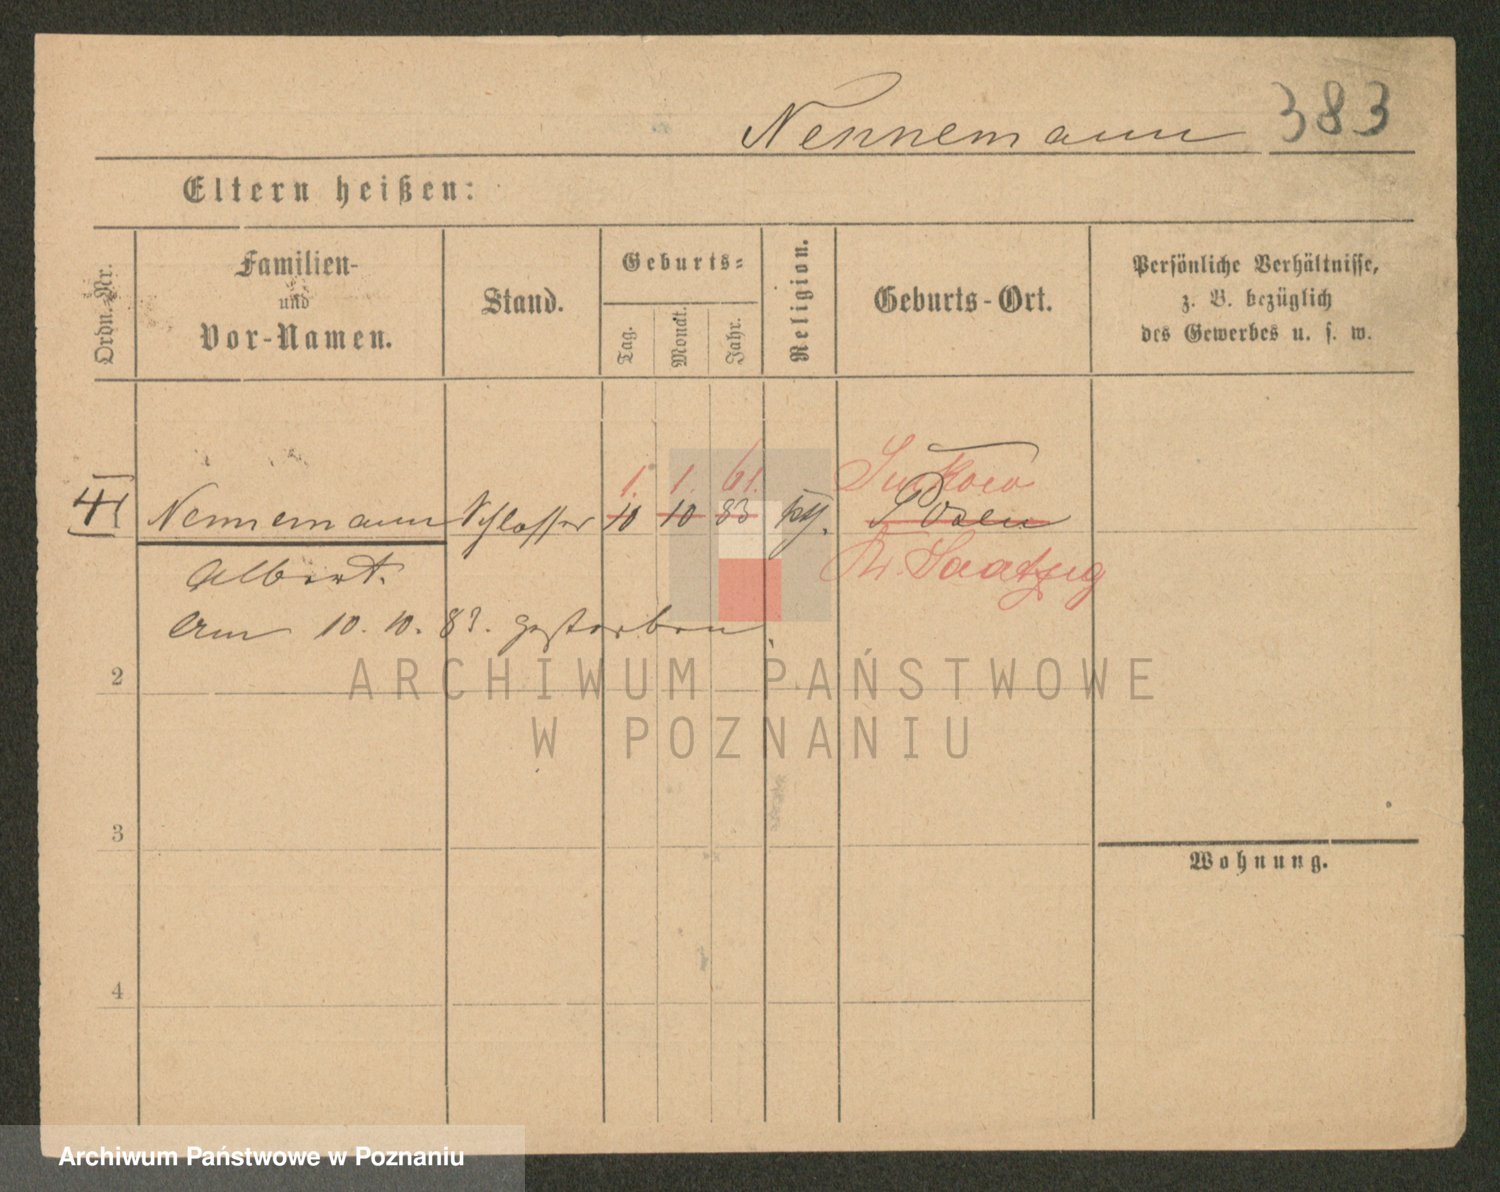 Nennemann 383
Eltern heißen:
Ordn.-Nr.
Familien-
und
Vor-Namen.
Stand.
Geburts-
Tag.
Monat.
Jahr.
Religion.
Geburts-Ort.
Persönliche Verhältnisse,
z. B. bezüglich
des Gewerbes u. s. w.
1. 1. 61.
Nennemann Schlosser 10 10 83 Posen
Kr. Saatzig
Albert.
Am 10. 10. 83. gestorben.
2
3
4
Wohnung.
ARCHIWUM PAŃSTWOWE
W POZNANIU
Archiwum Państwowe w Poznaniu